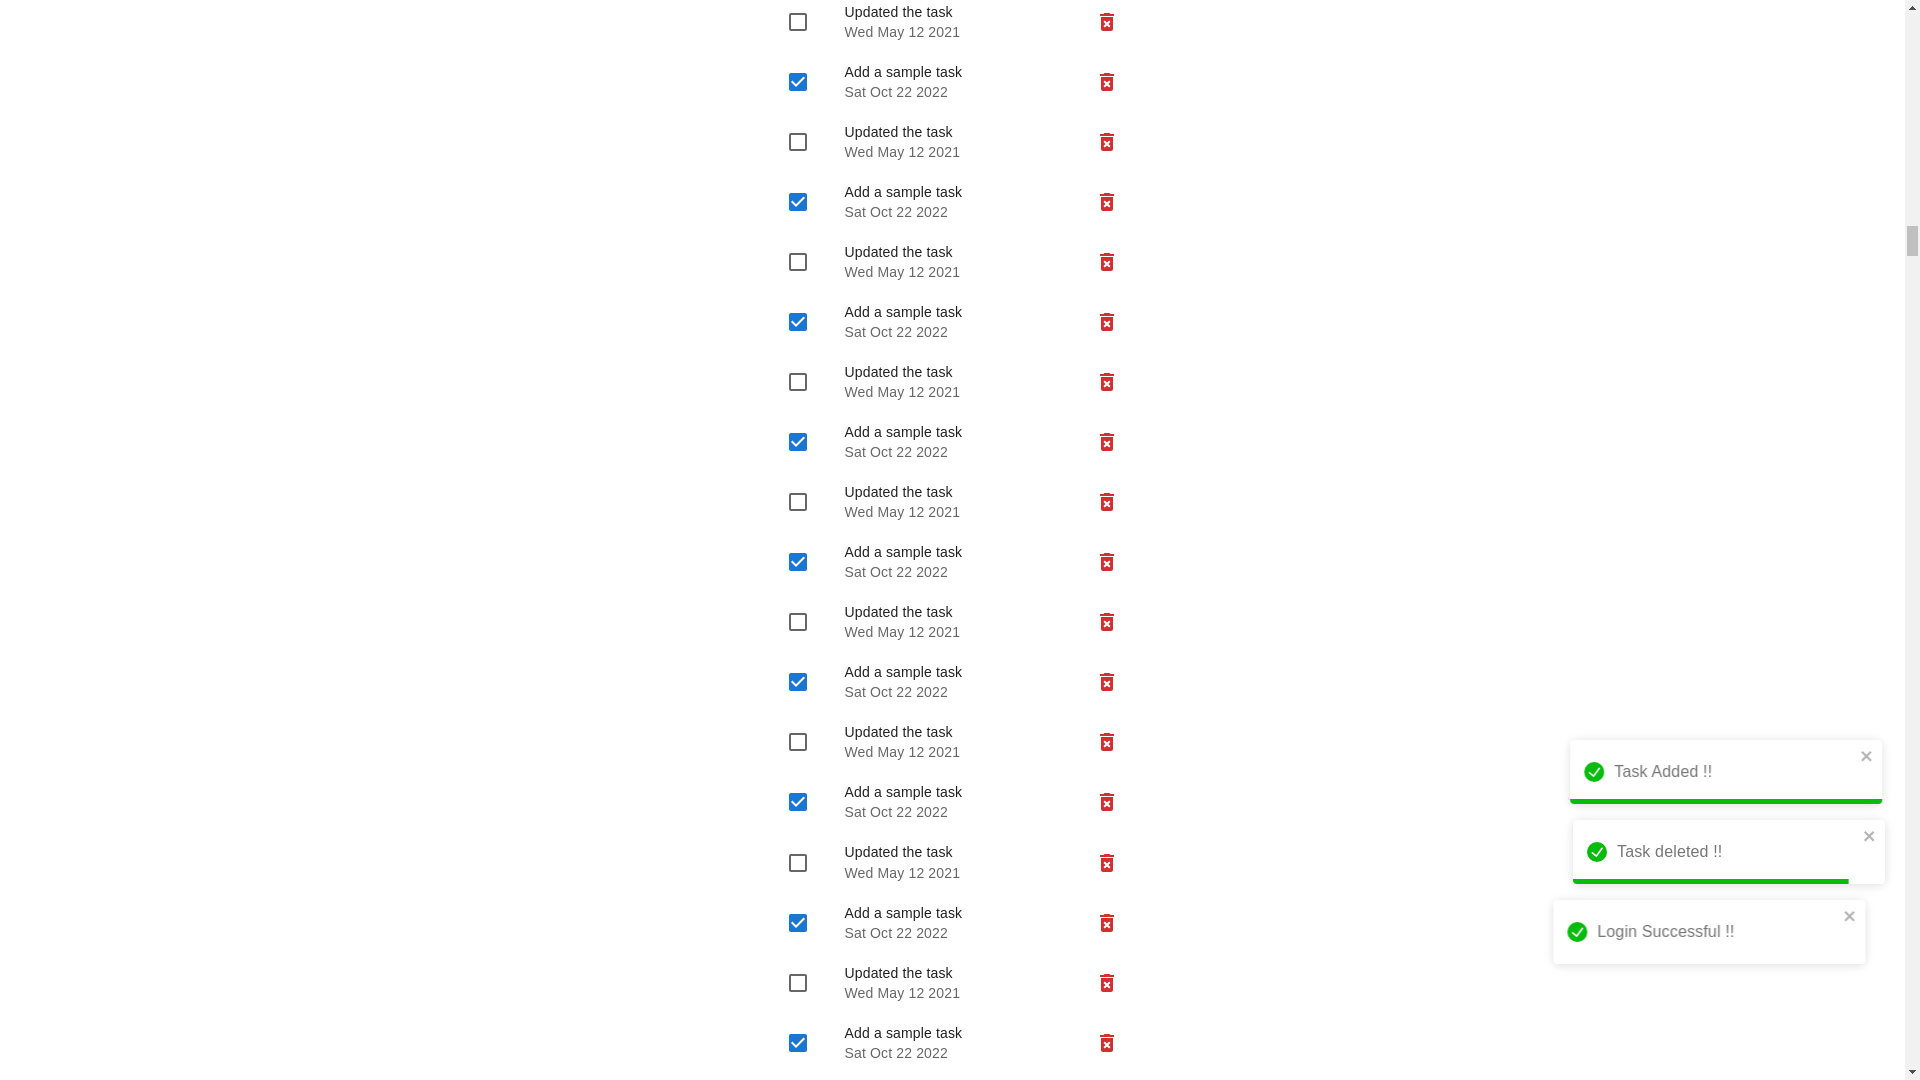 Updated the task
Wed May 12 2021
Add a sample task
Sat Oct 22 2022
Updated the task
Wed May 12 2021
Add a sample task
Sat Oct 22 2022
Updated the task
Wed May 12 2021
Add a sample task
Sat Oct 22 2022
Updated the task
Wed May 12 2021
Add a sample task
Sat Oct 22 2022
Updated the task
Wed May 12 2021
Add a sample task
Sat Oct 22 2022
Updated the task
Wed May 12 2021
Add a sample task
Sat Oct 22 2022
Updated the task
Wed May 12 2021
Add a sample task
Sat Oct 22 2022
Updated the task
Wed May 12 2021
Add a sample task
Sat Oct 22 2022
Updated the task
Wed May 12 2021
Add a sample task
Sat Oct 22 2022
Task Added !!
Task deleted !!
Login Successful !!